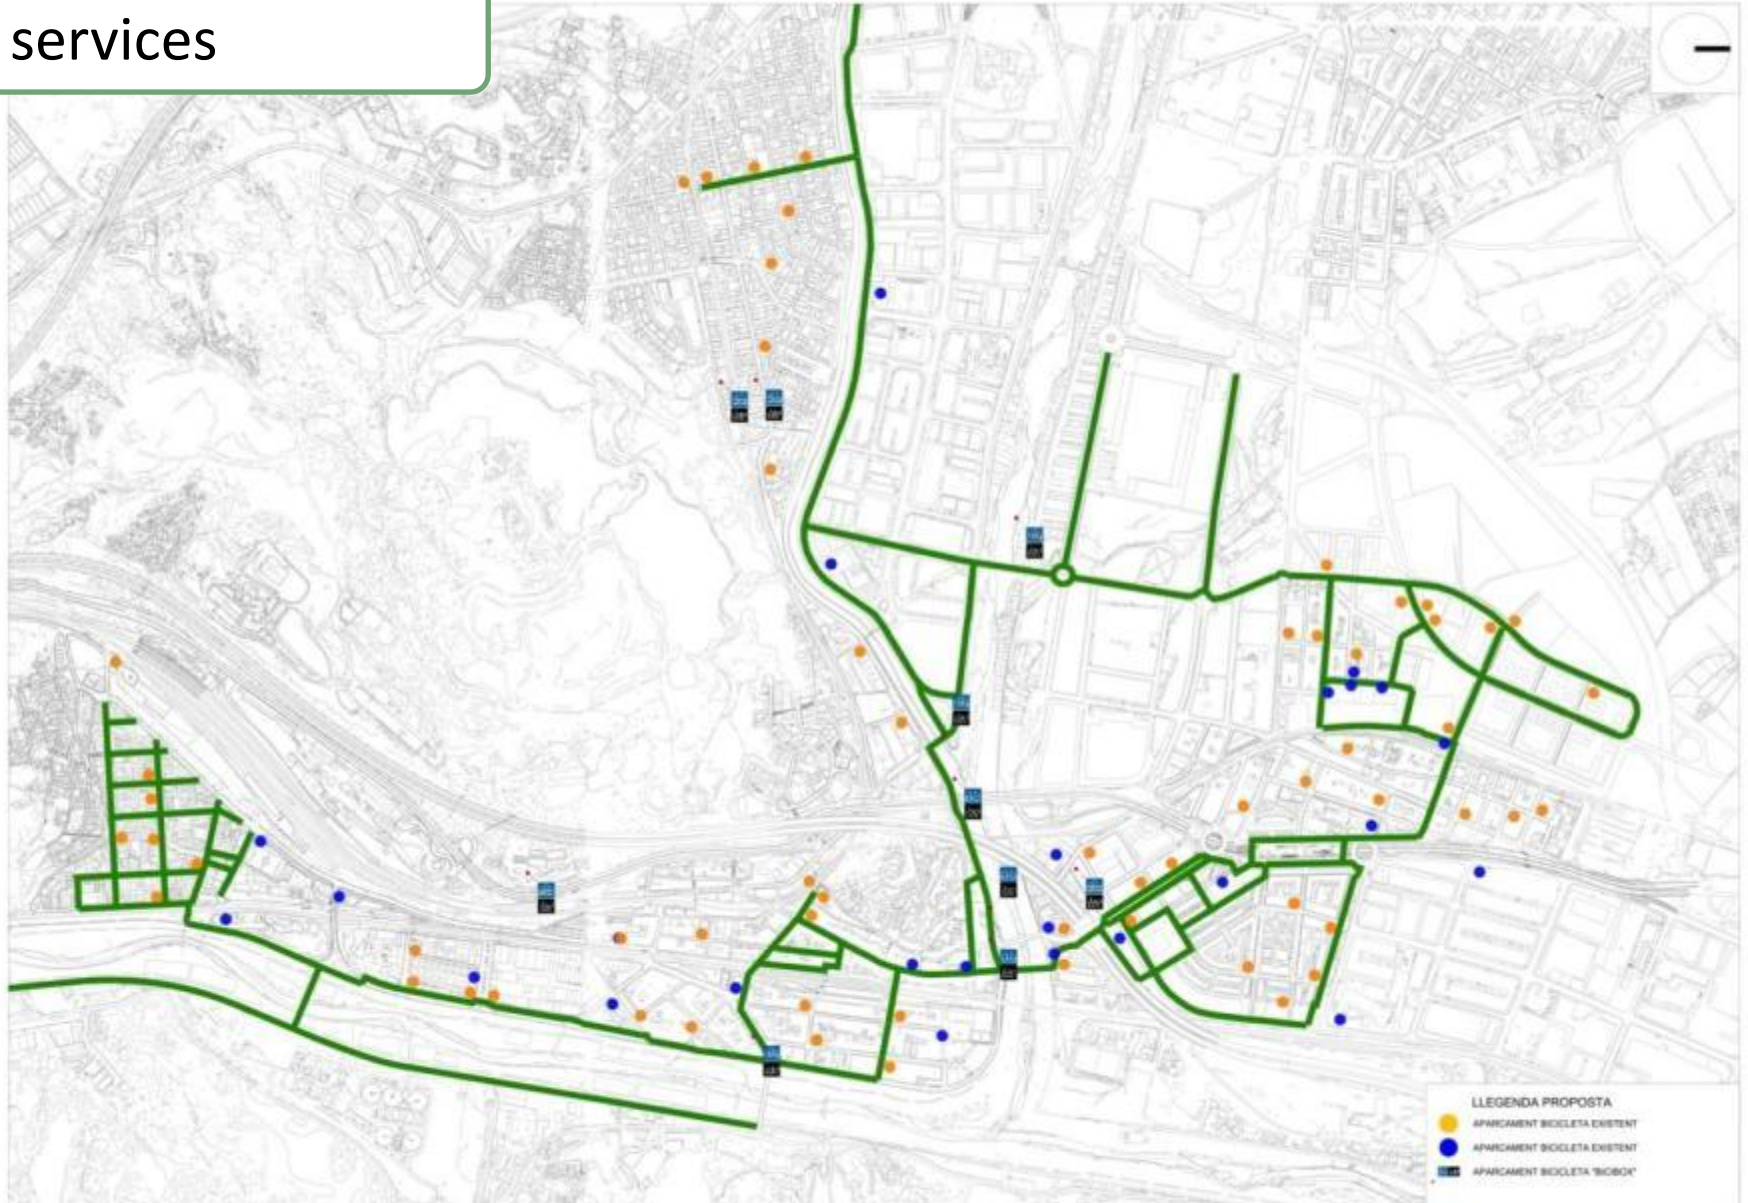 services
LLEGENDA PROPOSTA
APARCAMENT BICICLETA EXISTENT
APARCAMENT BICICLETA EXISTENT
APARCAMENT BICICLETA "BICIBOX"